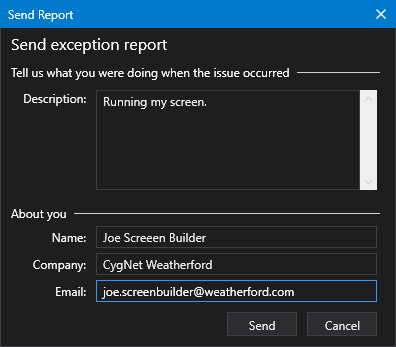 Send Report
Send exception report
Tell us what you were doing when the issue occurred
Description: Running my screen.
About you
Name: Joe Screeen Builder
Company: CygNet Weatherford
Email: joe.screenbuilder@weatherford.com
Send Cancel